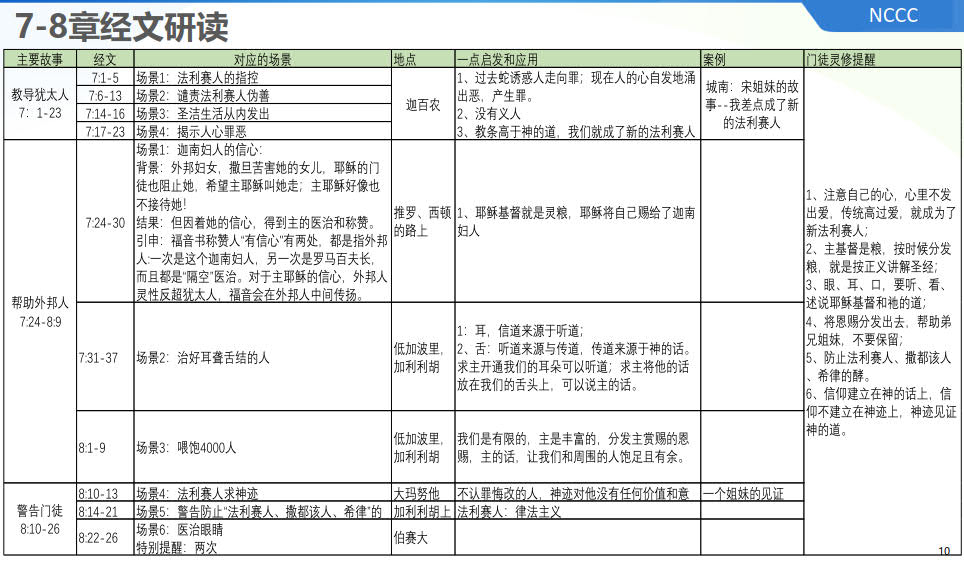 NCCC
7-8章经文研读
主要故事 经文 对应的场景 地点 一点启发和应用 案例 门徒灵修提醒
教导犹太人
7：1-23
7:1-5 场景1：法利赛人的指控
7:6-13 场景2：谴责法利赛人伪善
7:14-16 场景3：圣洁生活从内发出
7:17-23 场景4：揭示人心罪恶
迦百农
1、过去蛇诱惑人走向罪；现在人的心自发地涌
出恶，产生罪。
2、没有义人
3、教条高于神的道，我们就成了新的法利赛人
城南：宋姐妹的故
事--我差点成了新
的法利赛人
帮助外邦人
7:24-8:9
7:24-30
场景1：迦南妇人的信心:
背景：外邦妇女，撒旦苦害她的女儿，耶稣的门
徒也阻止她，希望主耶稣叫她走；主耶稣好像也
不接待她!
结果：但因着她的信心，得到主的医治和称赞。
引申：福音书称赞人“有信心”有两处，都是指外邦
人:一次是这个迦南妇人，另一次是罗马百夫长，
而且都是“隔空”医治。对于主耶稣的信心，外邦人
灵性反超犹太人，福音会在外邦人中间传扬。
推罗、西顿
的路上
1、耶稣基督就是灵粮，耶稣将自己赐给了迦南
妇人
7:31-37
场景2：治好耳聋舌结的人
低加波里，
加利利胡
1：耳，信道来源于听道；
2、舌：听道来源与传道，传道来源于神的话。
求主开通我们的耳朵可以听道；求主将他的话
放在我们的舌头上，可以说主的话。
8:1-9
场景3：喂饱4000人
低加波里，
加利利胡
我们是有限的，主是丰富的，分发主赏赐的恩
赐，主的话，让我们和周围的人饱足且有余。
警告门徒
8:10-26
8:10-13 场景4：法利赛人求神迹 大玛努他 不认罪悔改的人，神迹对他没有任何价值和意 一个姐妹的见证
8:14-21 场景5：警告防止“法利赛人、撒都该人、希律”的 加利利胡上 法利赛人：律法主义
8:22-26
场景6：医治眼睛
特别提醒：两次
伯赛大
1、注意自己的心，心里不发
出爱，传统高过爱，就成为了
新法利赛人；
2、主基督是粮，按时候分发
粮，就是按正义讲解圣经；
3、眼、耳、口，要听、看、
述说耶稣基督和祂的道；
4、将恩赐分发出去，帮助弟
兄姐妹，不要保留；
5、防止法利赛人、撒都该人
、希律的酵。
6、信仰建立在神的话上，信
仰不建立在神迹上，神迹见证
神的道。
10